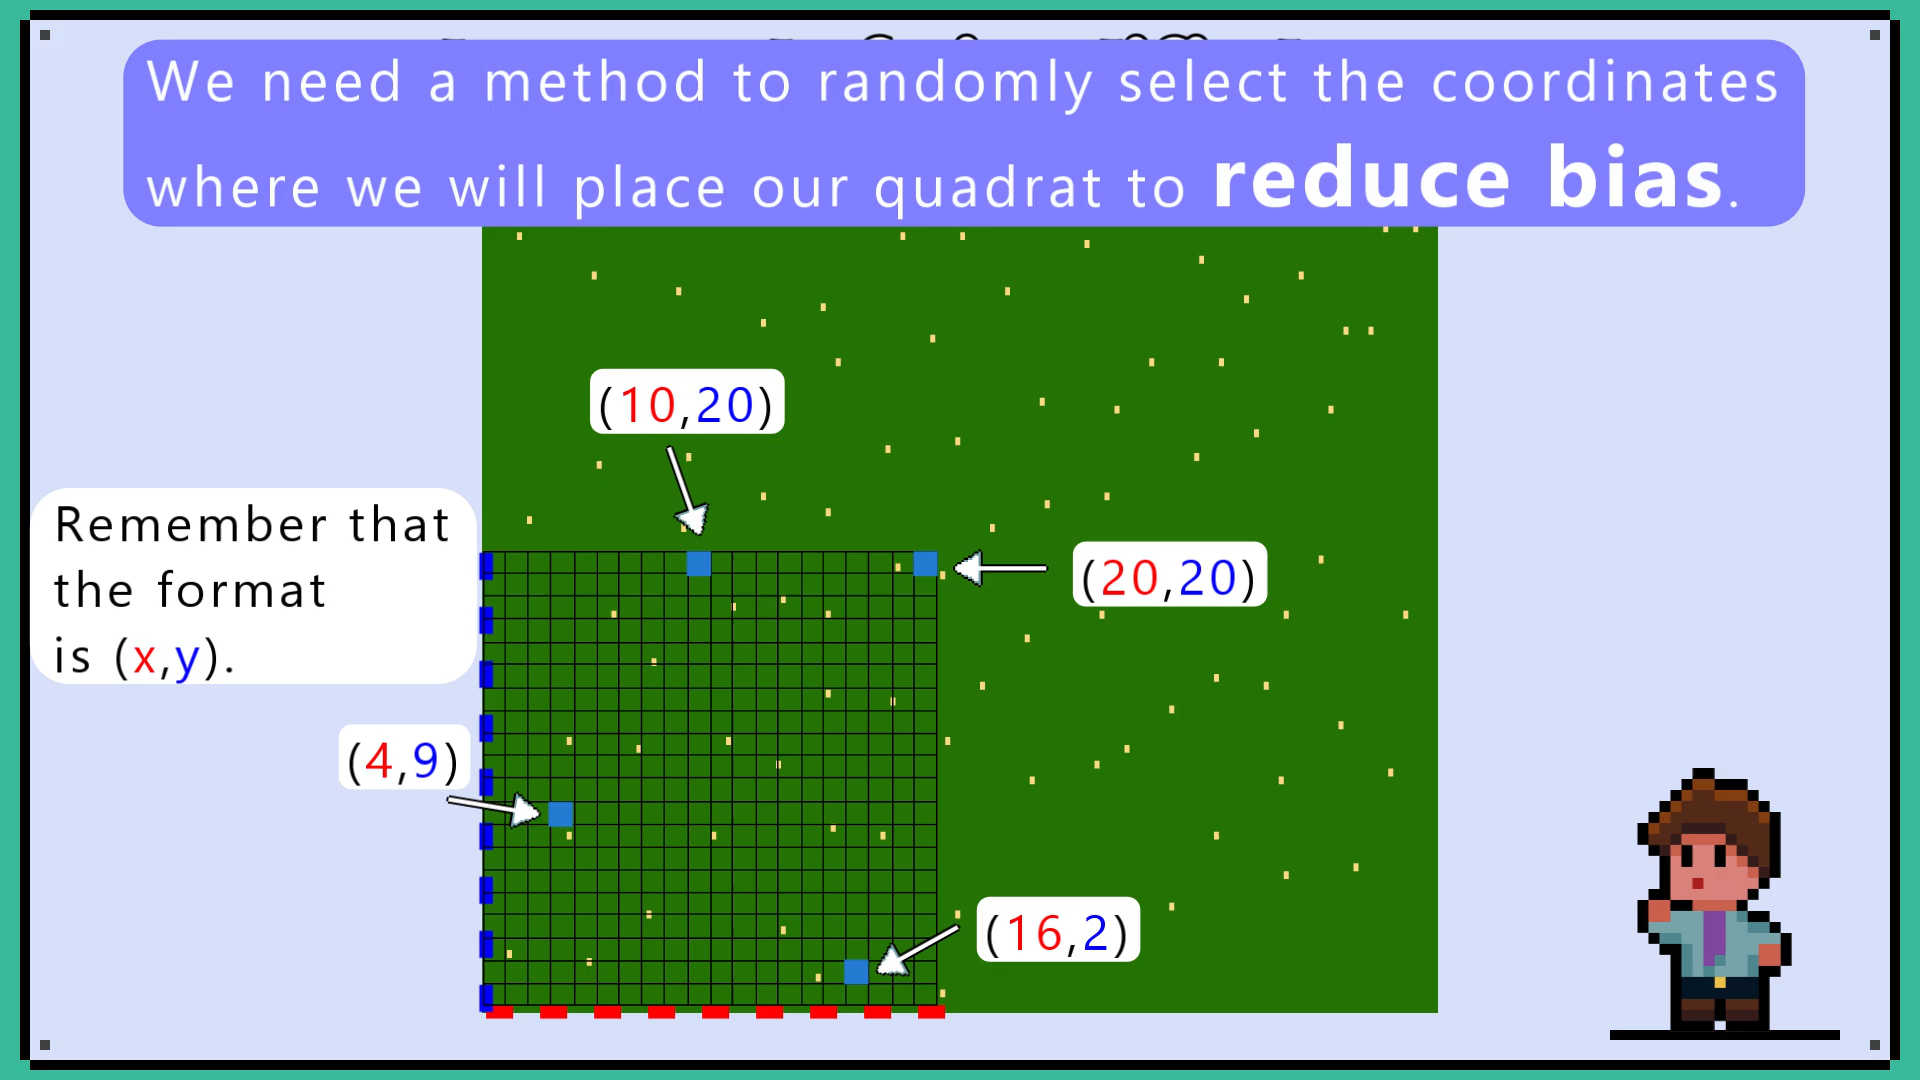 We need a method to randomly select the coordinates
where we will place our quadrat to reduce bias.
(10,20)
Remember that
the format
is (x,y).
(20,20)
(4,9)
(16,2)